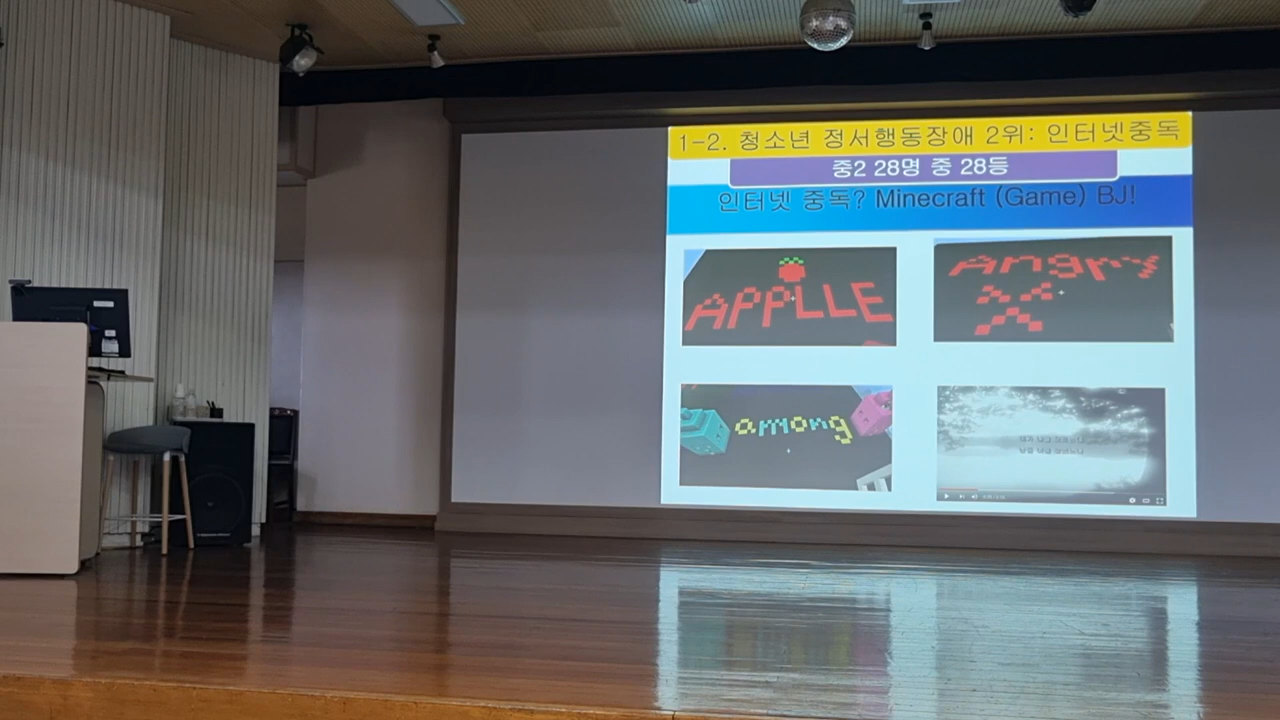 1-2. 청소년 정서행동장애 2위: 인터넷중독
중2 28명 중 28등
인터넷 중독? Minecraft (Game) BJ!
APPLLE
Angry
among